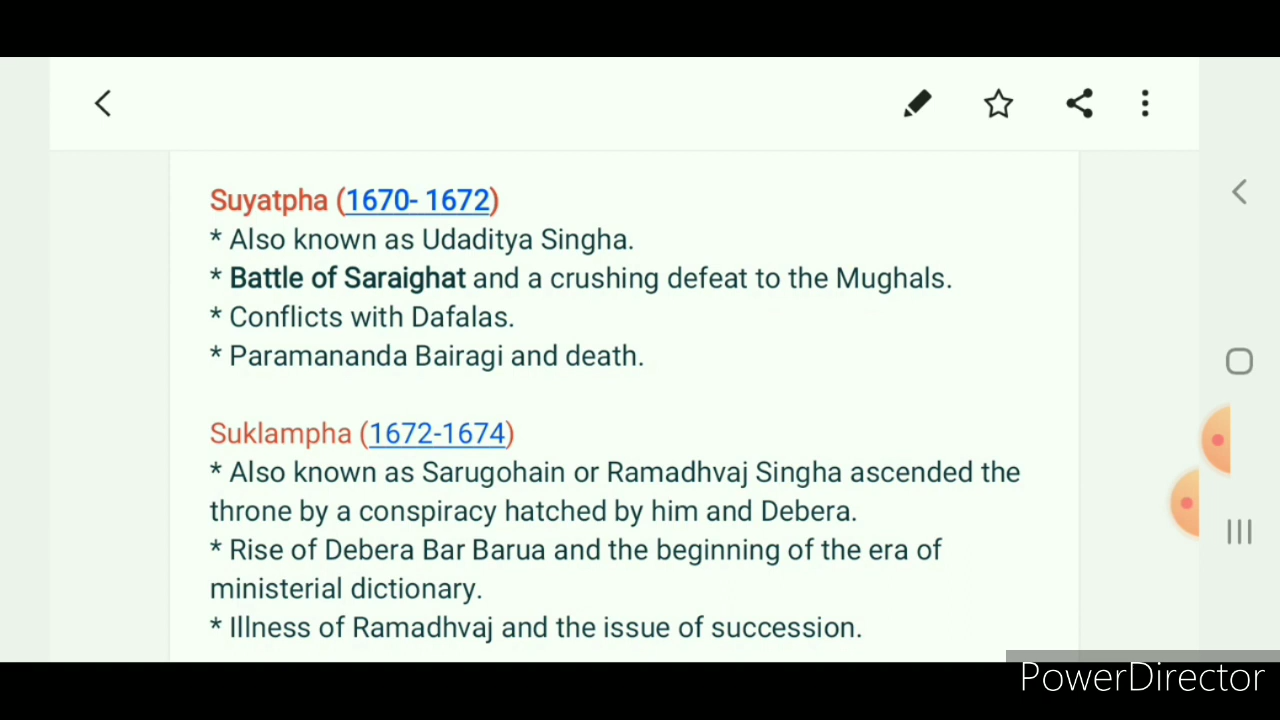 Suyatpha (1670- 1672)
* Also known as Udaditya Singha.
* Battle of Saraighat and a crushing defeat to the Mughals.
* Conflicts with Dafalas.
* Paramananda Bairagi and death.
Suklampha (1672-1674)
* Also known as Sarugohain or Ramadhvaj Singha ascended the
throne by a conspiracy hatched by him and Debera.
* Rise of Debera Bar Barua and the beginning of the era of
ministerial dictionary.
* Illness of Ramadhvaj and the issue of succession.
PowerDirector